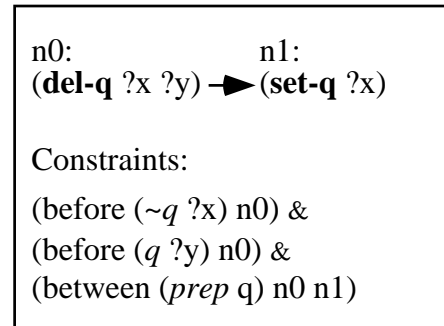 n0: n1:
(del-q ?x ?y) (set-q ?x)
Constraints:
(before (~q ?x) n0) &
(before (q ?y) n0) &
(between (prep q) n0 n1)